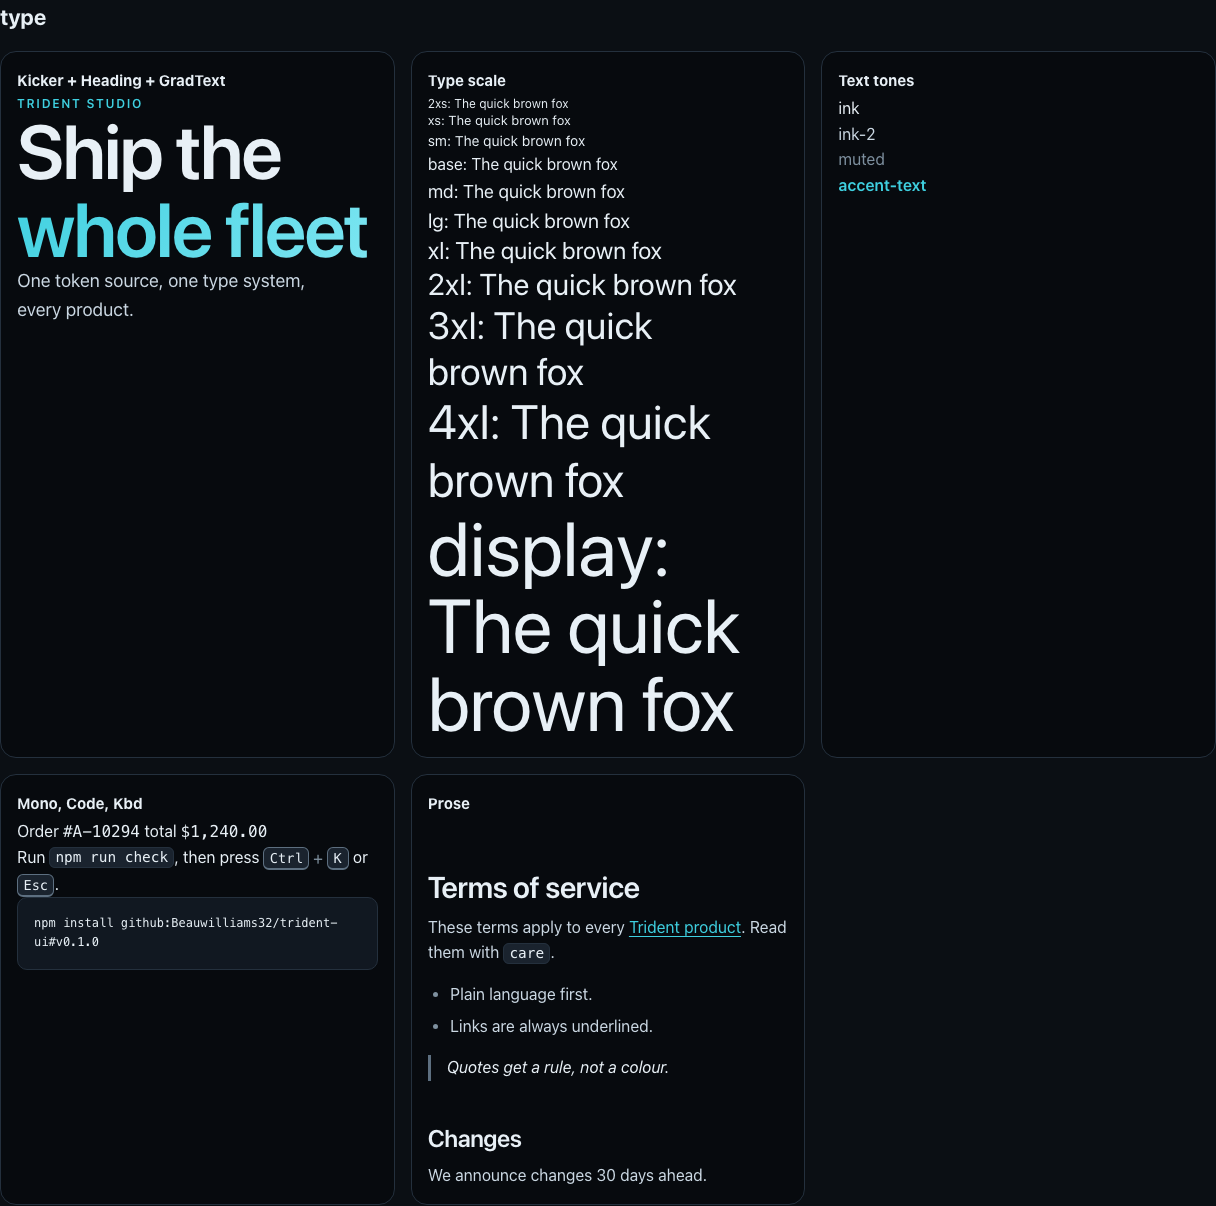 type
Kicker + Heading + GradText
TRIDENT STUDIO
Ship the
whole fleet
One token source, one type system,
every product.
Type scale
2xs: The quick brown fox
xs: The quick brown fox
sm: The quick brown fox
base: The quick brown fox
md: The quick brown fox
lg: The quick brown fox
xl: The quick brown fox
2xl: The quick brown fox
3xl: The quick
brown fox
4xl: The quick
brown fox
display:
The quick
brown fox
Text tones
ink
ink-2
muted
accent-text
Mono, Code, Kbd
Order #A–10294 total $1,240.00
Run npm run check, then press Ctrl + K or
Esc.
npm install github:Beauwilliams32/trident-
ui#v0.1.0
Prose
Terms of service
These terms apply to every Trident product. Read
them with care.
• Plain language first.
• Links are always underlined.
Quotes get a rule, not a colour.
Changes
We announce changes 30 days ahead.